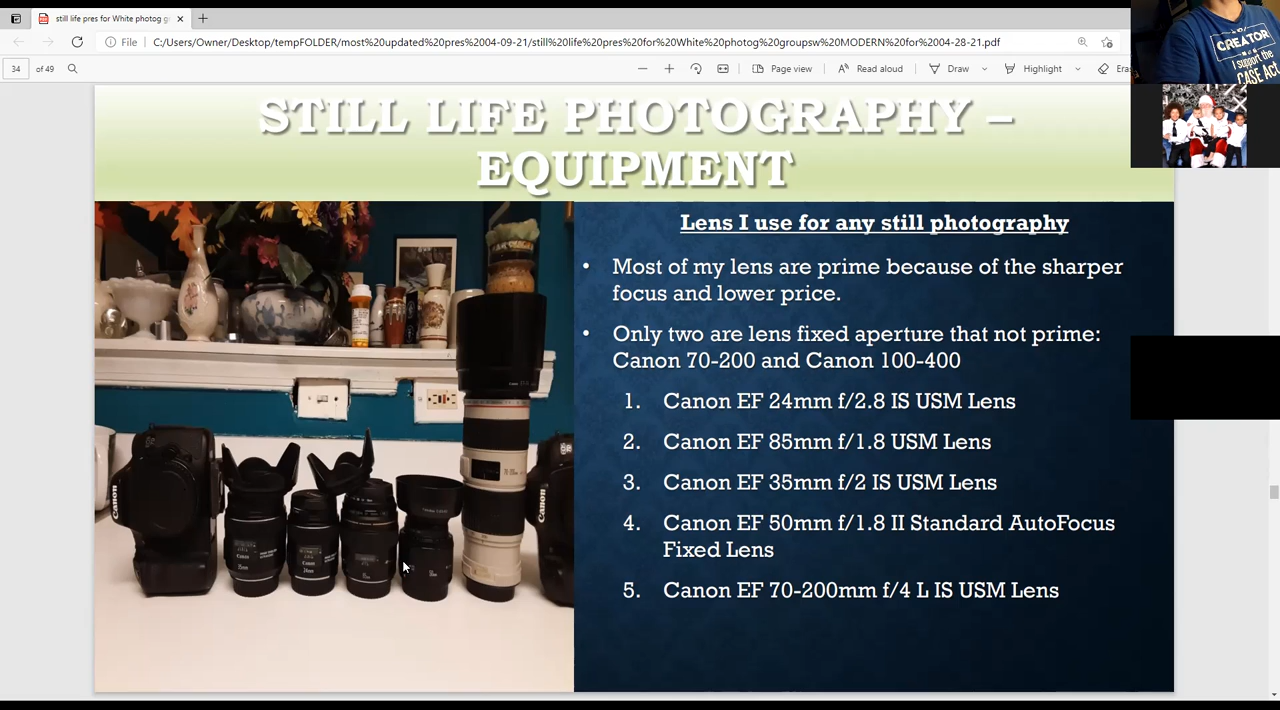 still life pres for White photog g
File
C:/Users/Owner/Desktop/tempFOLDER/most%20updated%20pres%2004-09-21/still%20life%20pres%20for%20White%20photog%20groupsw%20MODERN%20for%2004-28-21.pdf
34 of 49
Page view
Read aloud
Draw
Highlight
Eras
CREATOR
I support the
CASE Act
STILL LIFE PHOTOGRAPHY –
EQUIPMENT
Lens I use for any still photography
• Most of my lens are prime because of the sharper
focus and lower price.
• Only two are lens fixed aperture that not prime:
Canon 70-200 and Canon 100-400
1. Canon EF 24mm f/2.8 IS USM Lens
2. Canon EF 85mm f/1.8 USM Lens
3. Canon EF 35mm f/2 IS USM Lens
4. Canon EF 50mm f/1.8 II Standard AutoFocus
Fixed Lens
5. Canon EF 70-200mm f/4 L IS USM Lens
Canon
Canon
Canon
Canon